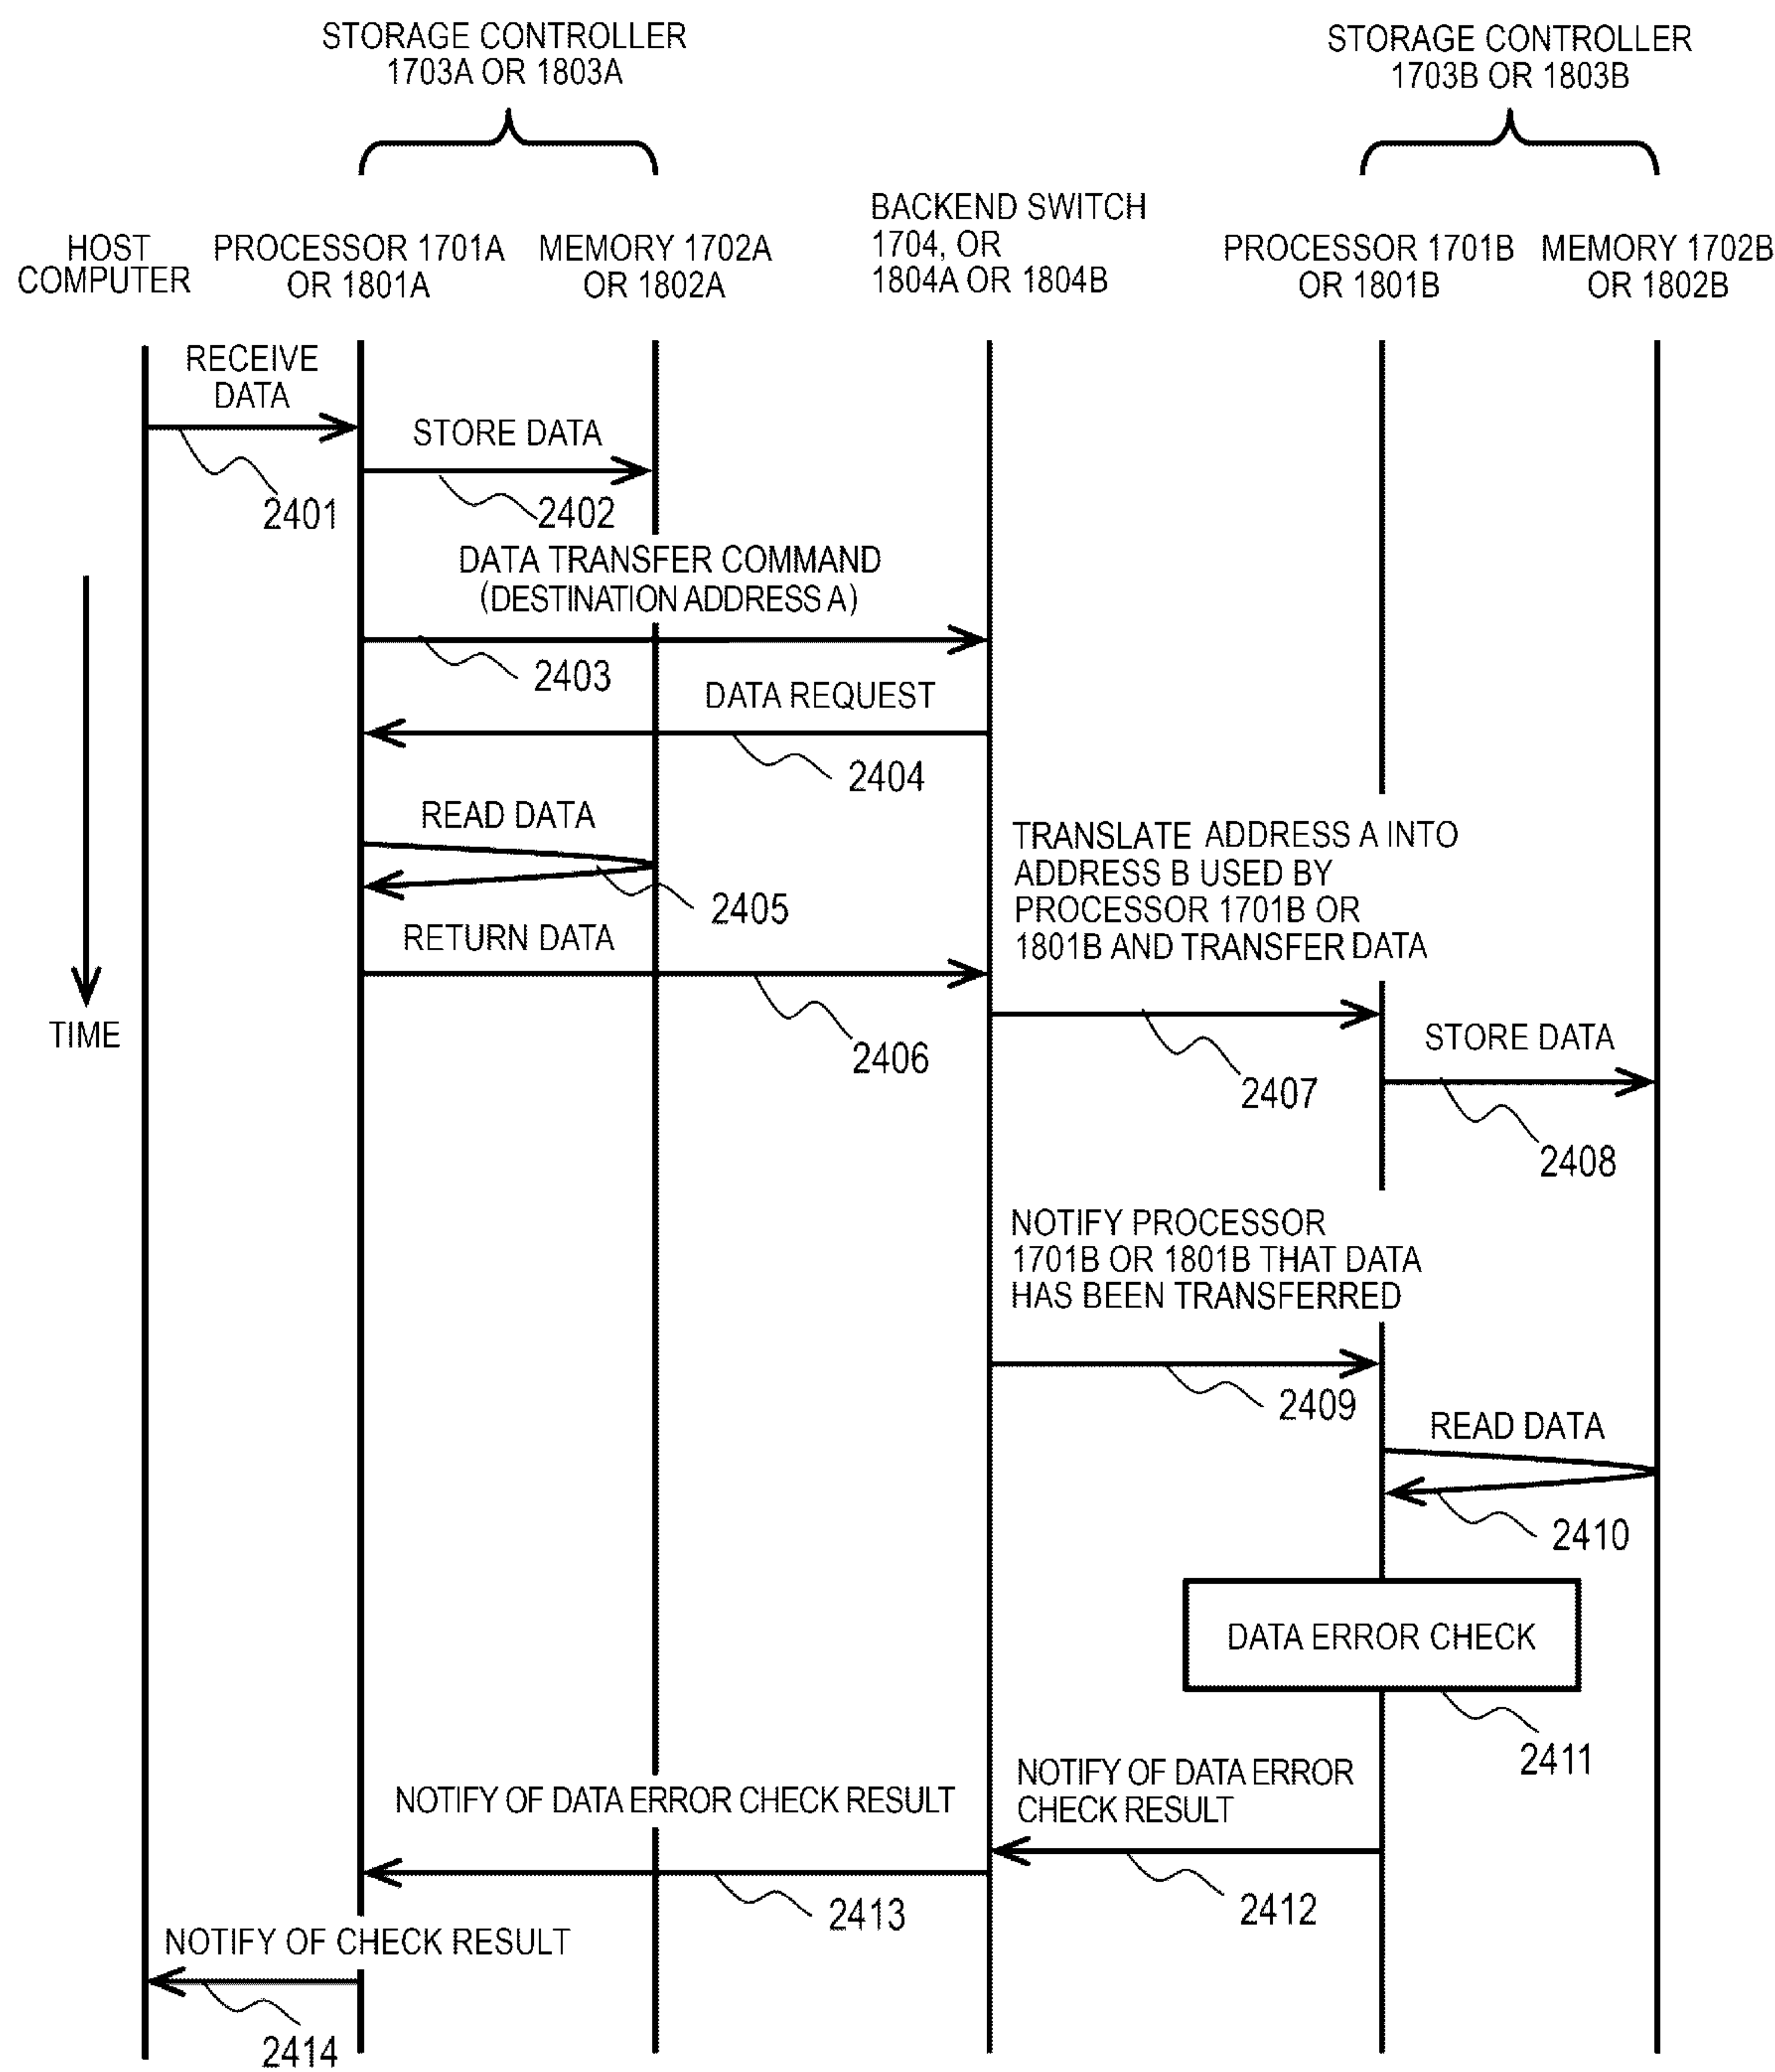 STORAGE CONTROLLER
1703A OR 1803A
STORAGE CONTROLLER
1703B OR 1803B
HOST
COMPUTER
PROCESSOR 1701A
OR 1801A
MEMORY 1702A
OR 1802A
BACKEND SWITCH
1704, OR
1804A OR 1804B
PROCESSOR 1701B
OR 1801B
MEMORY 1702B
OR 1802B
RECEIVE
DATA
2401
STORE DATA
2402
DATA TRANSFER COMMAND
(DESTINATION ADDRESS A)
2403
DATA REQUEST
2404
READ DATA
2405
RETURN DATA
2406
TIME
TRANSLATE ADDRESS A INTO
ADDRESS B USED BY
PROCESSOR 1701B OR
1801B AND TRANSFER DATA
2407
STORE DATA
2408
NOTIFY PROCESSOR
1701B OR 1801B THAT DATA
HAS BEEN TRANSFERRED
2409
READ DATA
2410
DATA ERROR CHECK
2411
NOTIFY OF DATA ERROR
CHECK RESULT
2412
NOTIFY OF DATA ERROR CHECK RESULT
2413
NOTIFY OF CHECK RESULT
2414